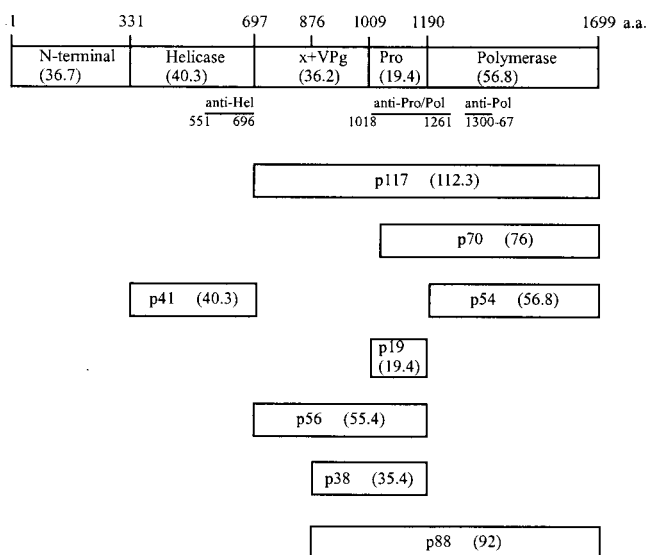 1 331 697 876 1009 1190 1699 a.a.
N-terminal Helicase x+VPg Pro Polymerase
(36.7) (40.3) (36.2) (19.4) (56.8)
anti-Hel anti-Pro/Pol anti-Pol
551 696 1018 1261 1300-67
p117 (112.3)
p70 (76)
p41 (40.3) p54 (56.8)
p19
(19.4)
p56 (55.4)
p38 (35.4)
p88 (92)